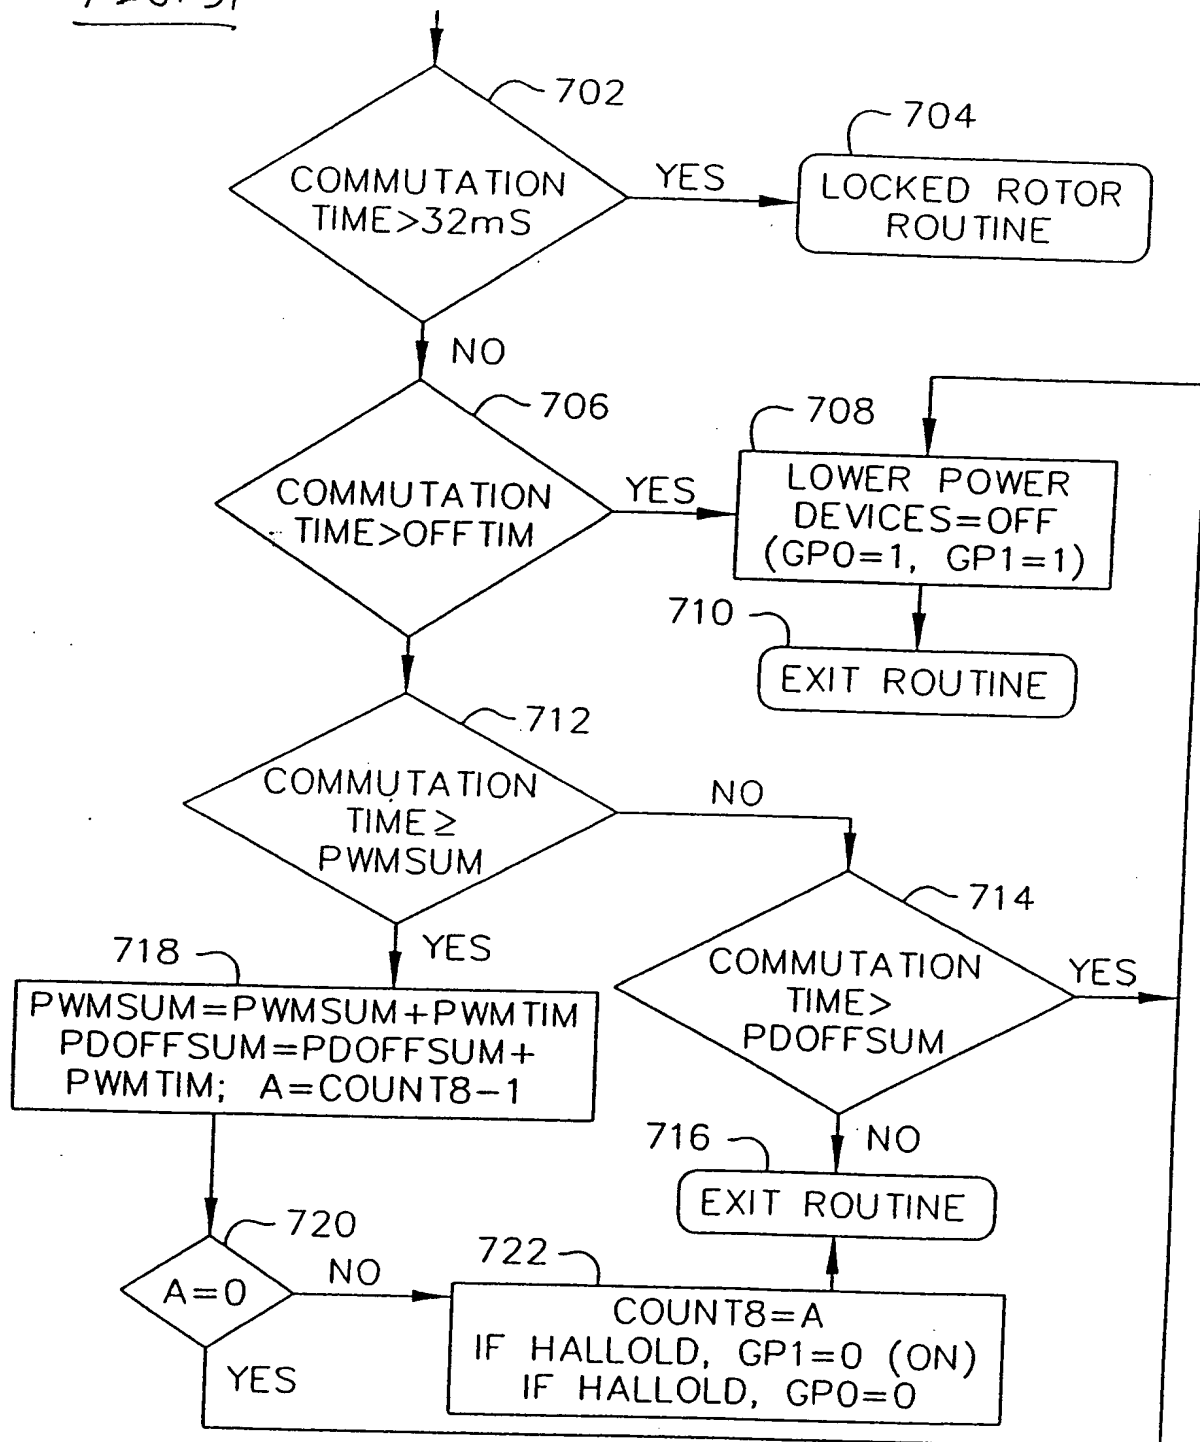 702
COMMUTATION
TIME>32mS
YES
704
LOCKED ROTOR
ROUTINE
NO
706
COMMUTATION
TIME>OFFTIM
YES
708
LOWER POWER
DEVICES=OFF
(GP0=1, GP1=1)
710
EXIT ROUTINE
712
COMMUTATION
TIME≥
PWMSUM
NO
714
COMMUTATION
TIME>
PDOFFSUM
YES
NO
716
EXIT ROUTINE
YES
718
PWMSUM=PWMSUM+PWMTIM
PDOFFSUM=PDOFFSUM+
PWMTIM; A=COUNT8-1
720
A=0
NO
YES
722
COUNT8=A
IF HALLOLD, GP1=0 (ON)
IF HALLOLD, GP0=0